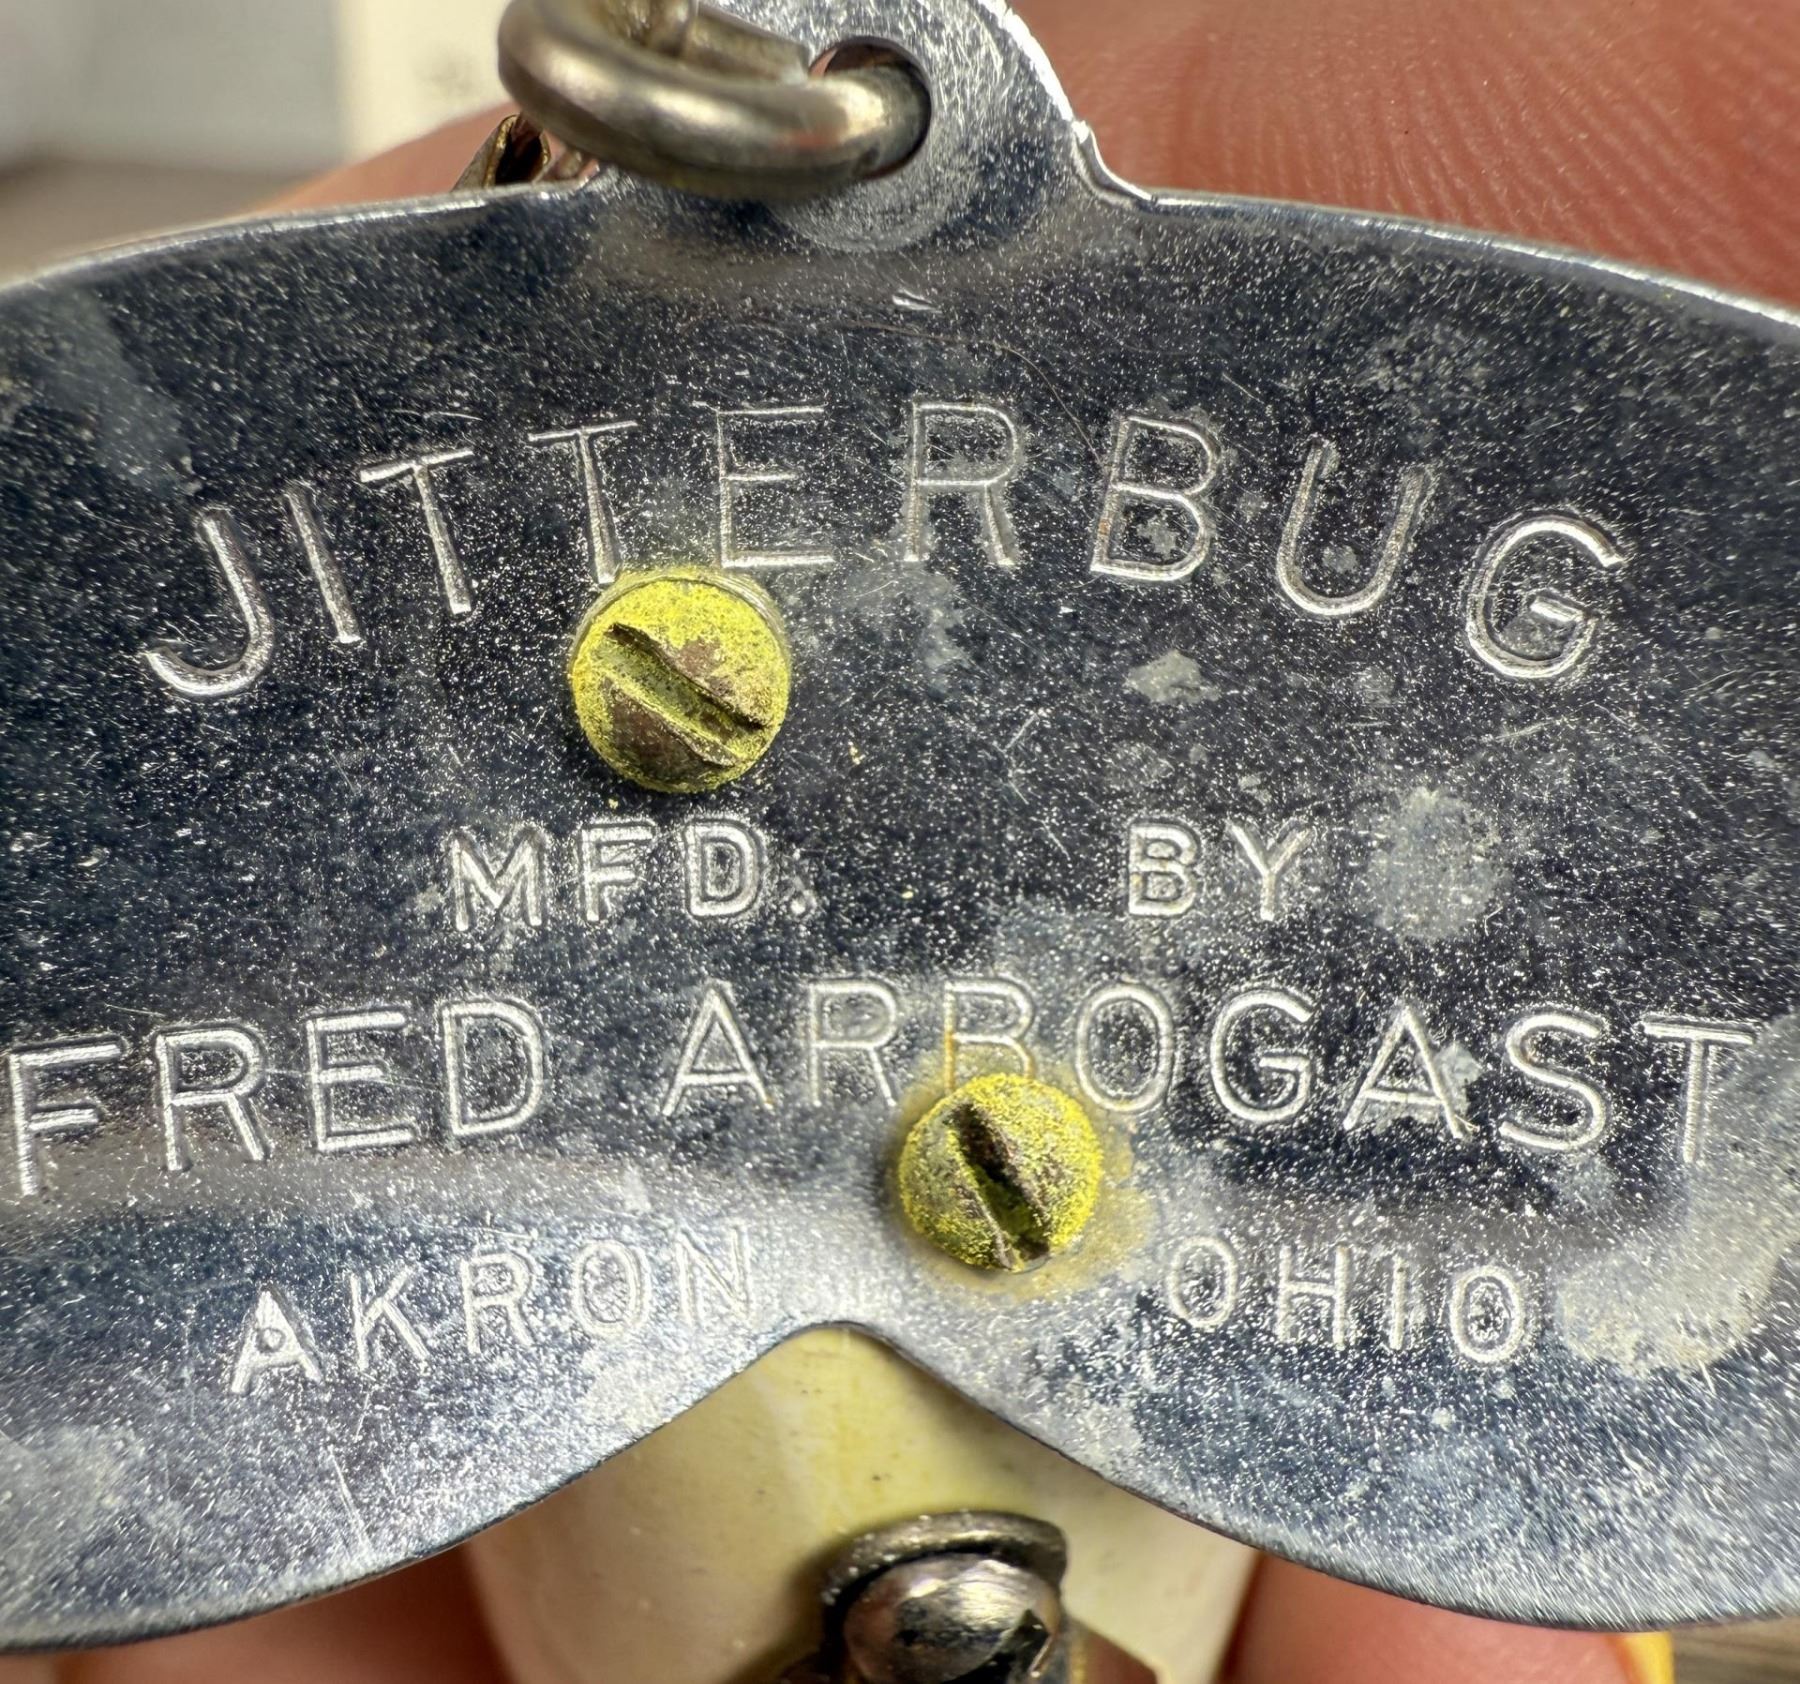 JITTERBUG
MFD. BY
FRED ARBOGAST
AKRON OHIO